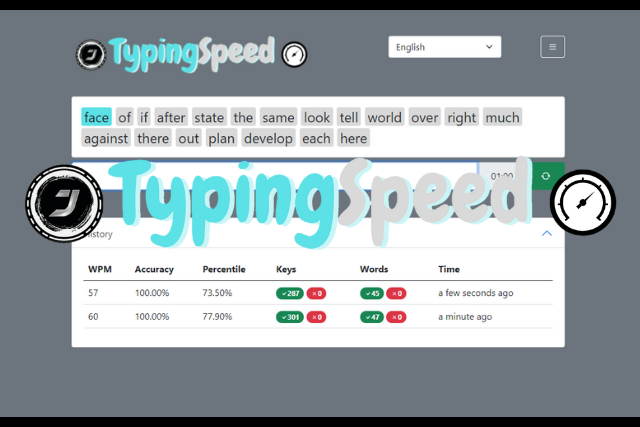 TypingSpeed
English
face of if after state the same look tell world over right much
against there out plan develop each here
01:00
TypingSpeed
History
WPM Accuracy Percentile Keys Words Time
57 100.00% 73.50% ✓287 ×0 ✓45 ×0 a few seconds ago
60 100.00% 77.90% ✓301 ×0 ✓47 ×0 a minute ago